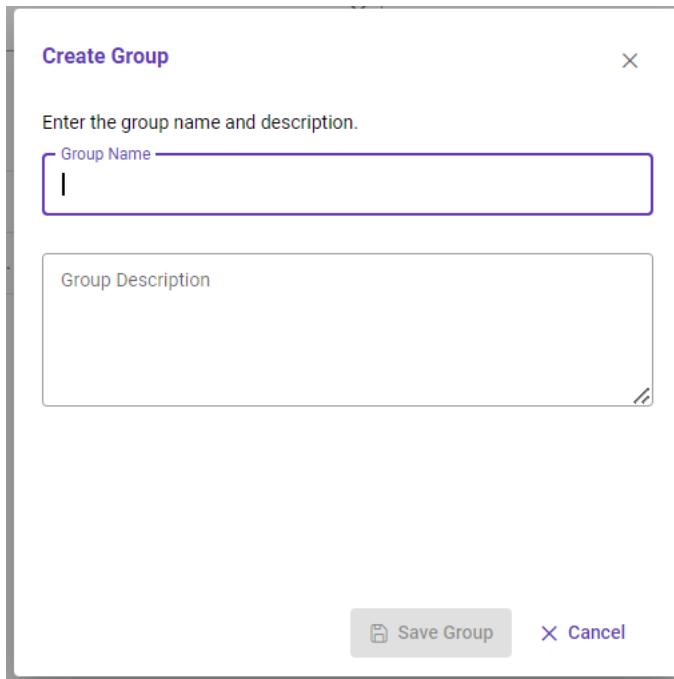 Create Group
Enter the group name and description.
Group Name
Group Description
Save Group Cancel